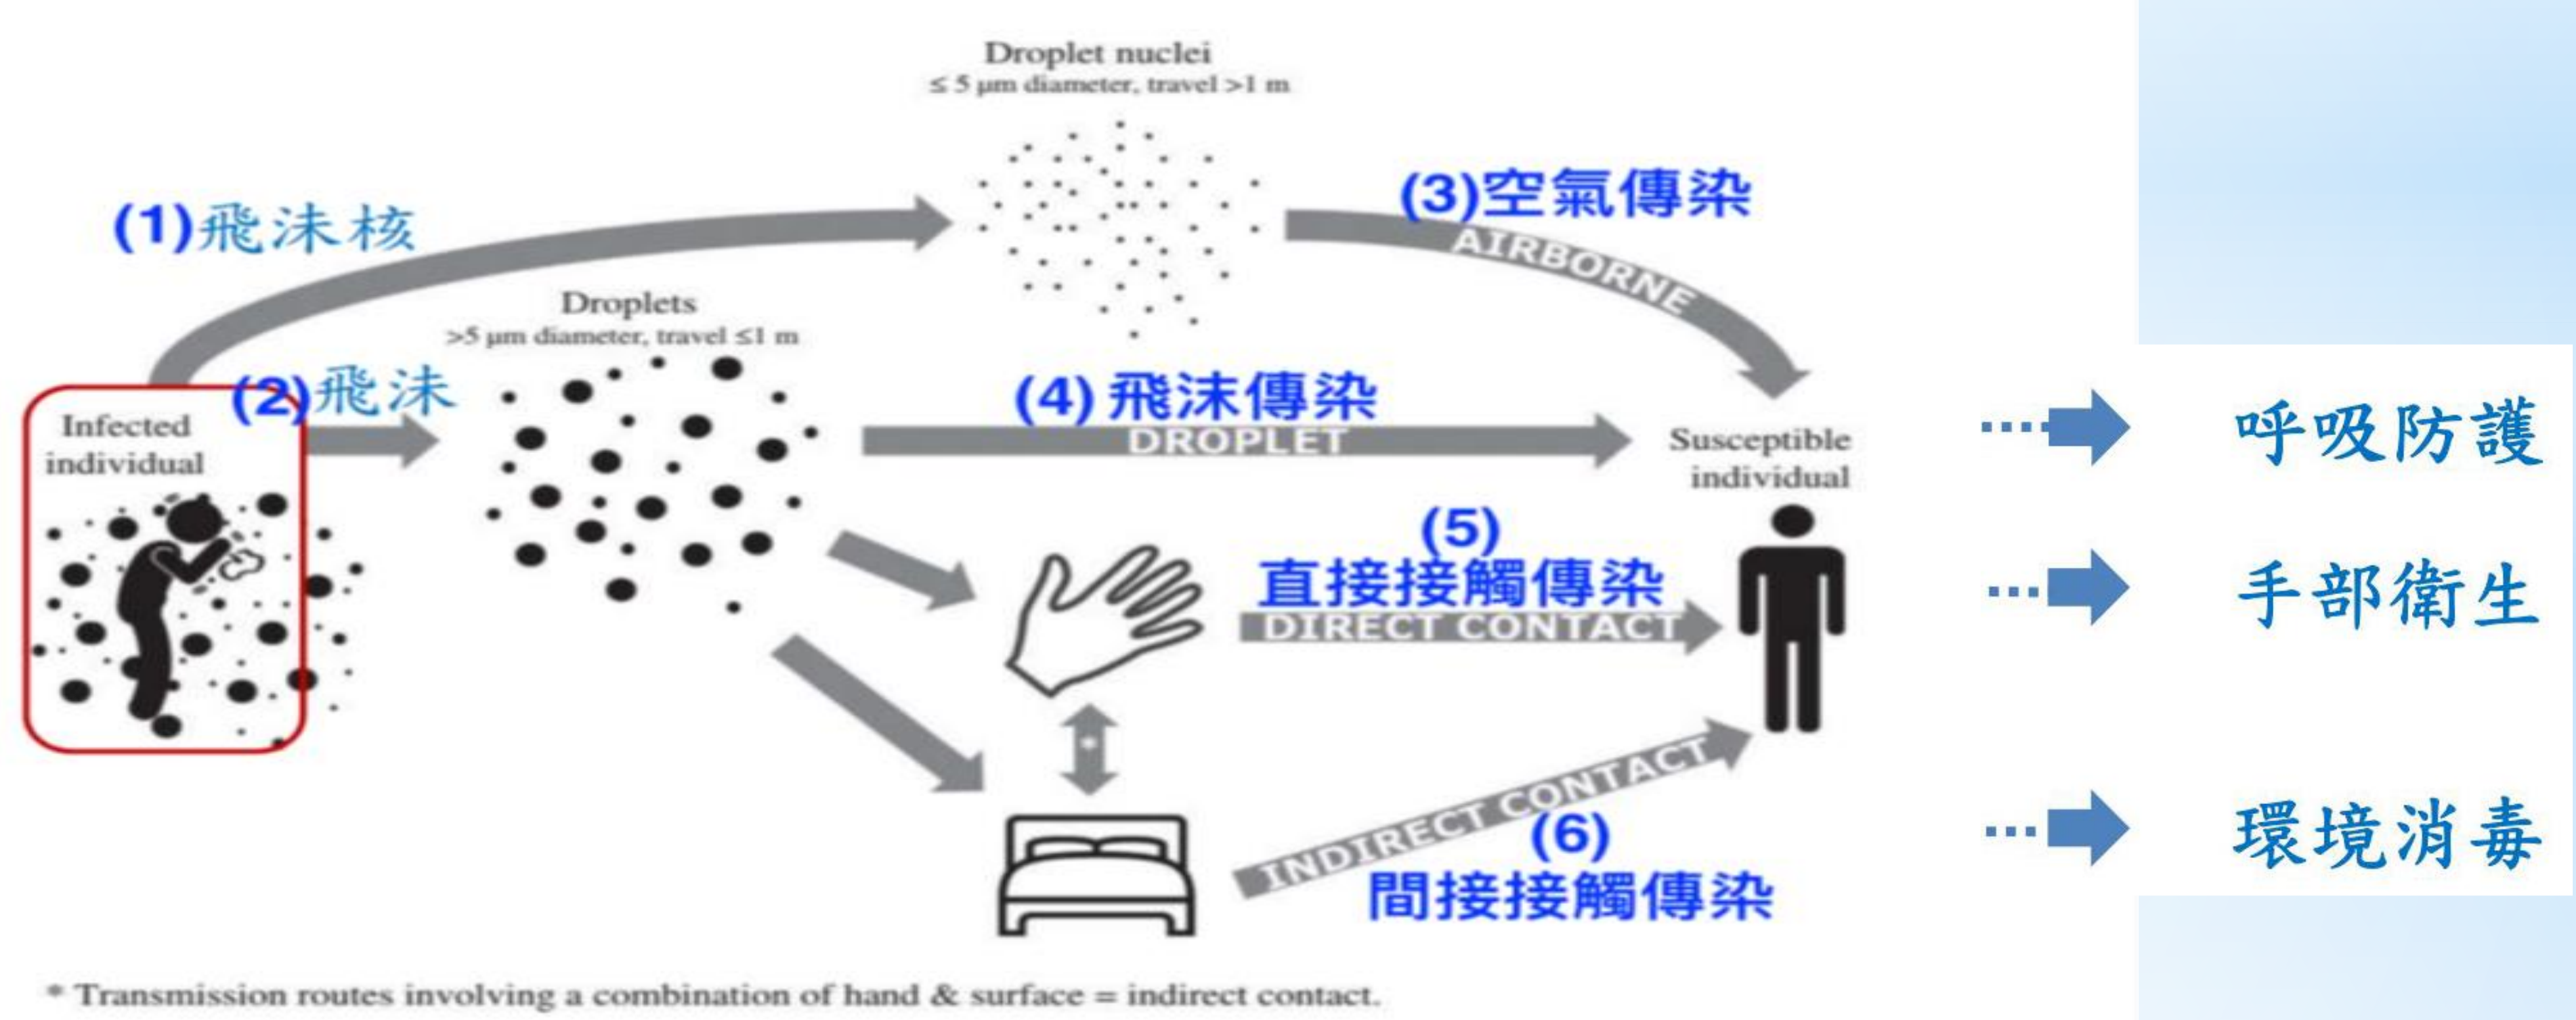 Droplet nuclei
≤ 5 μm diameter, travel >1 m
(1)飛沫核
(3)空氣傳染
AIRBORNE
Droplets
>5 μm diameter, travel ≤1 m
(2)飛沫
Infected
individual
(4) 飛沫傳染
DROPLET
Susceptible
individual
呼吸防護
(5)
直接接觸傳染
DIRECT CONTACT
手部衛生
*
INDIRECT CONTACT
(6)
間接接觸傳染
環境消毒
* Transmission routes involving a combination of hand & surface = indirect contact.